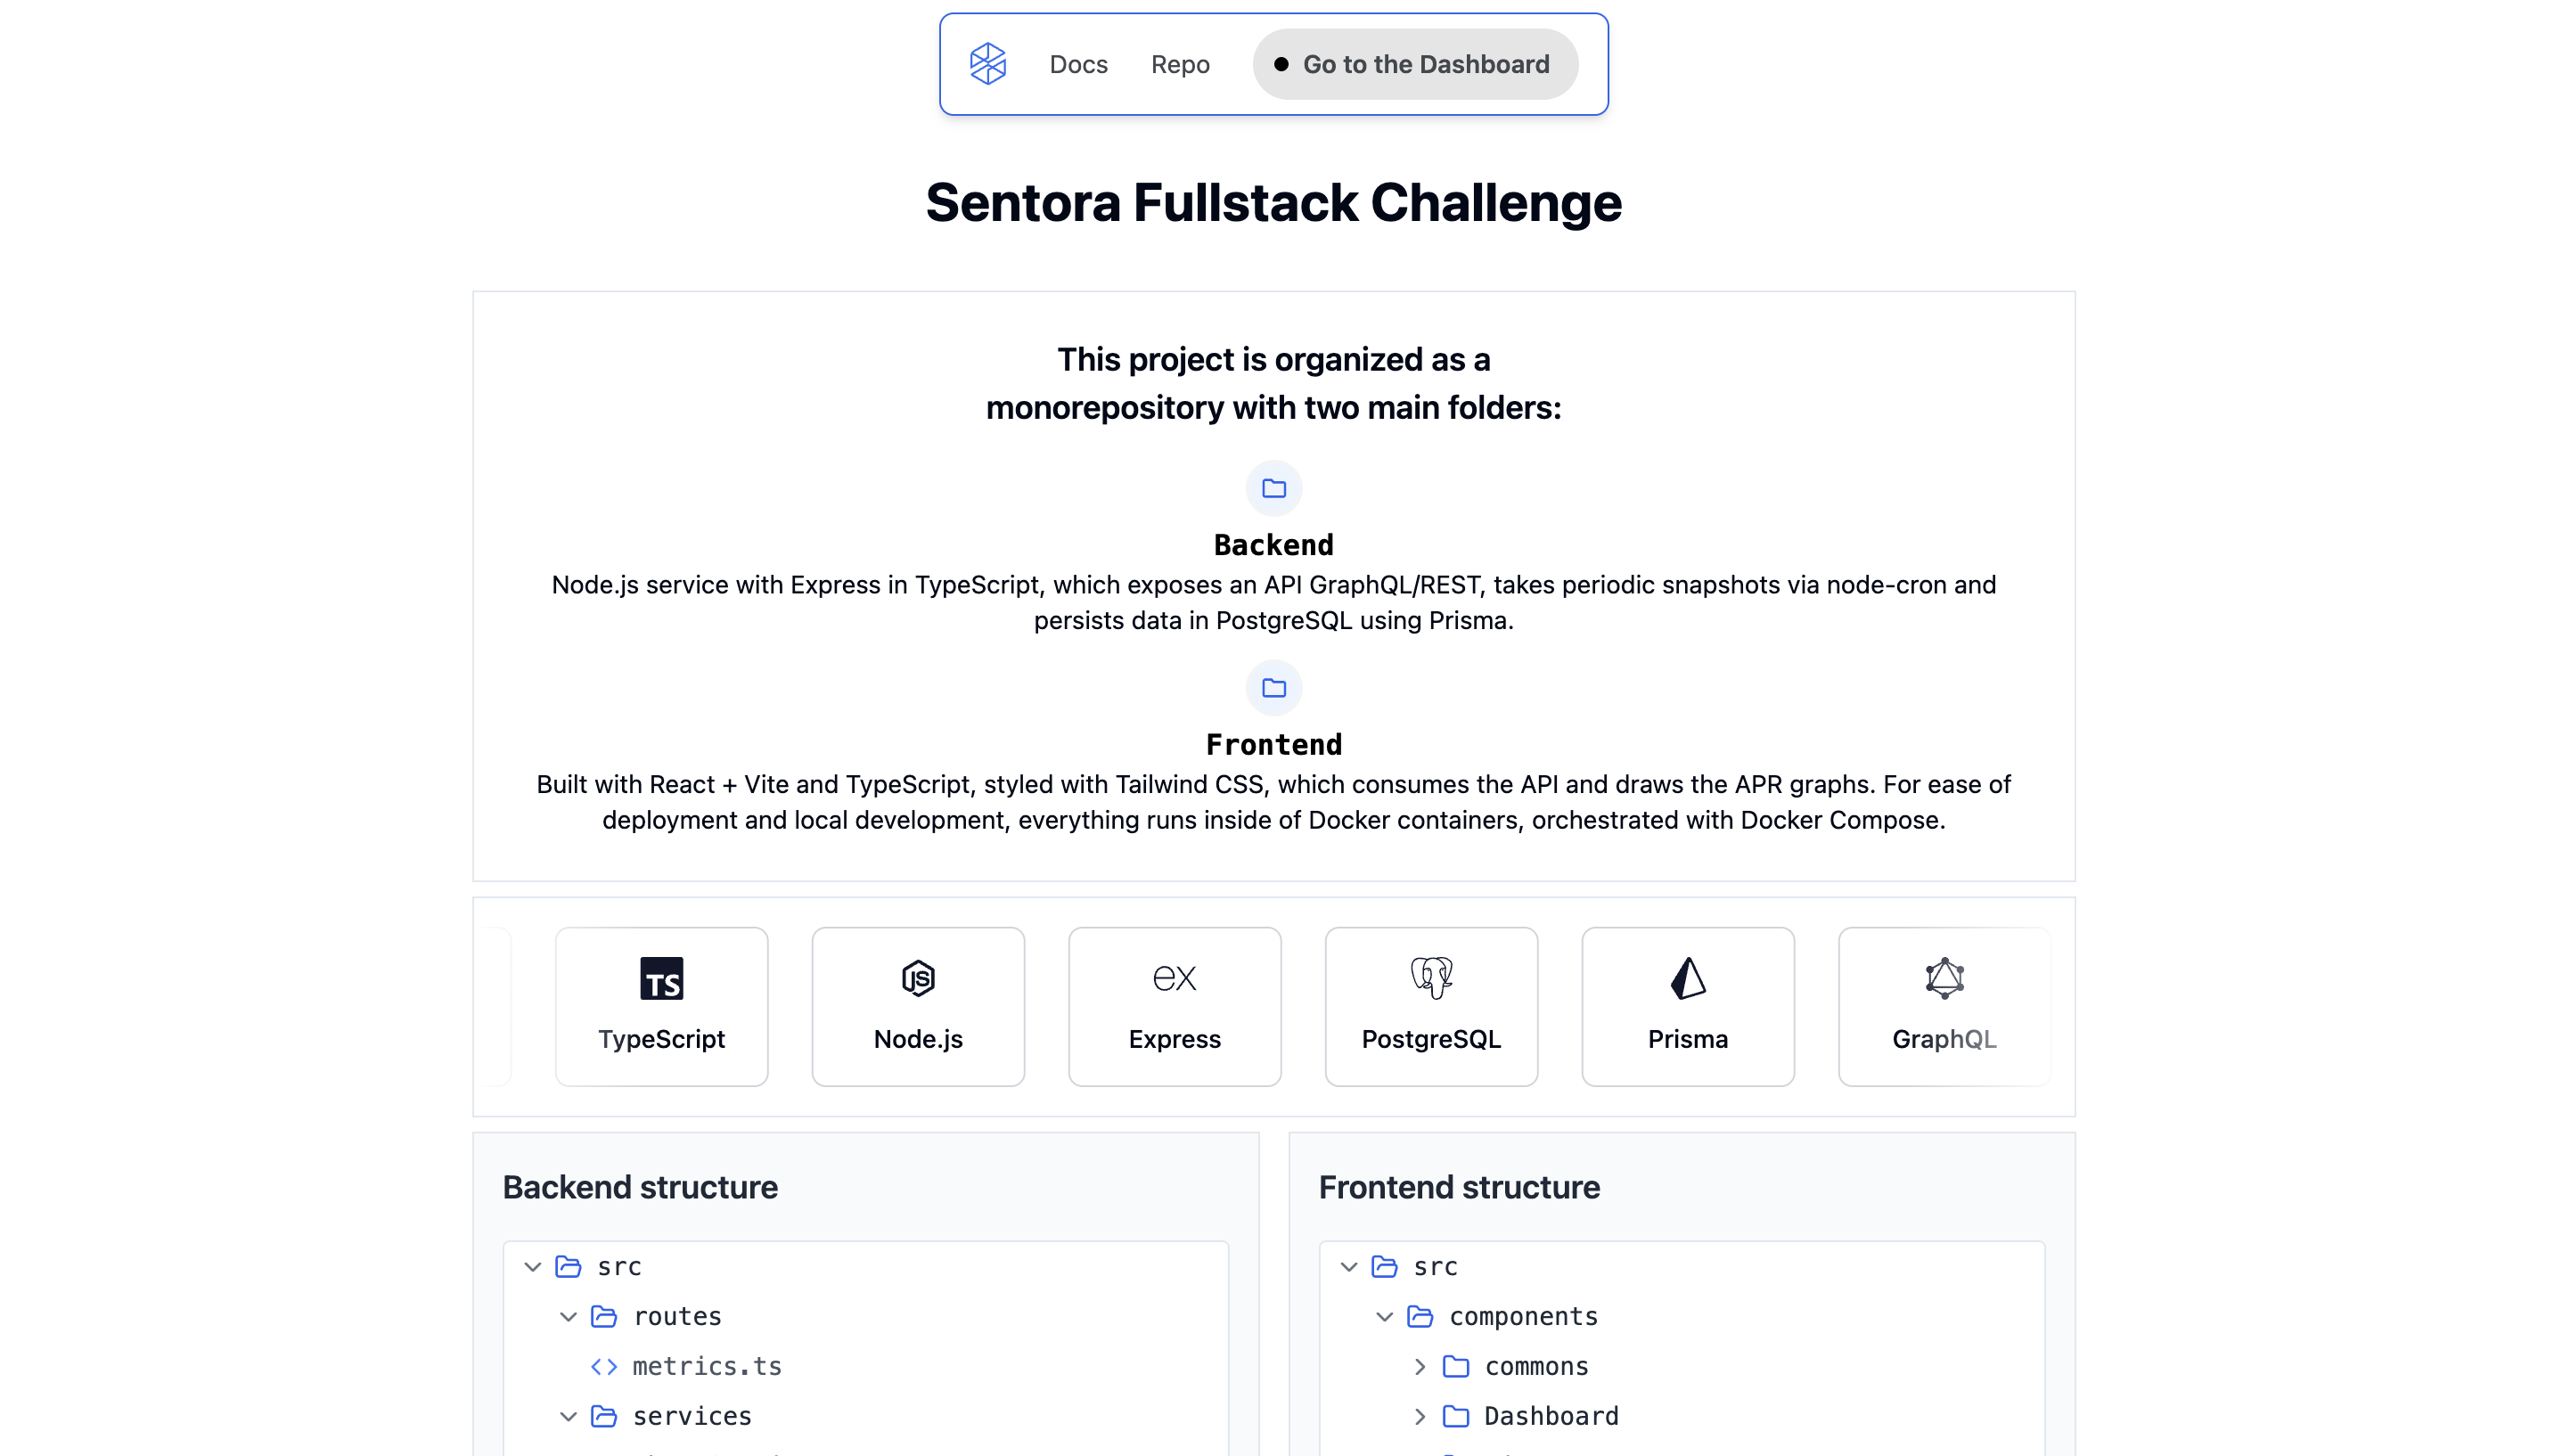 Docs Repo Go to the Dashboard
Sentora Fullstack Challenge
This project is organized as a
monorepository with two main folders:
Backend
Node.js service with Express in TypeScript, which exposes an API GraphQL/REST, takes periodic snapshots via node-cron and
persists data in PostgreSQL using Prisma.
Frontend
Built with React + Vite and TypeScript, styled with Tailwind CSS, which consumes the API and draws the APR graphs. For ease of
deployment and local development, everything runs inside of Docker containers, orchestrated with Docker Compose.
TS
TypeScript
JS
Node.js
ex
Express
PostgreSQL
Prisma
GraphQL
Backend structure
src
routes
metrics.ts
services
Frontend structure
src
components
commons
Dashboard